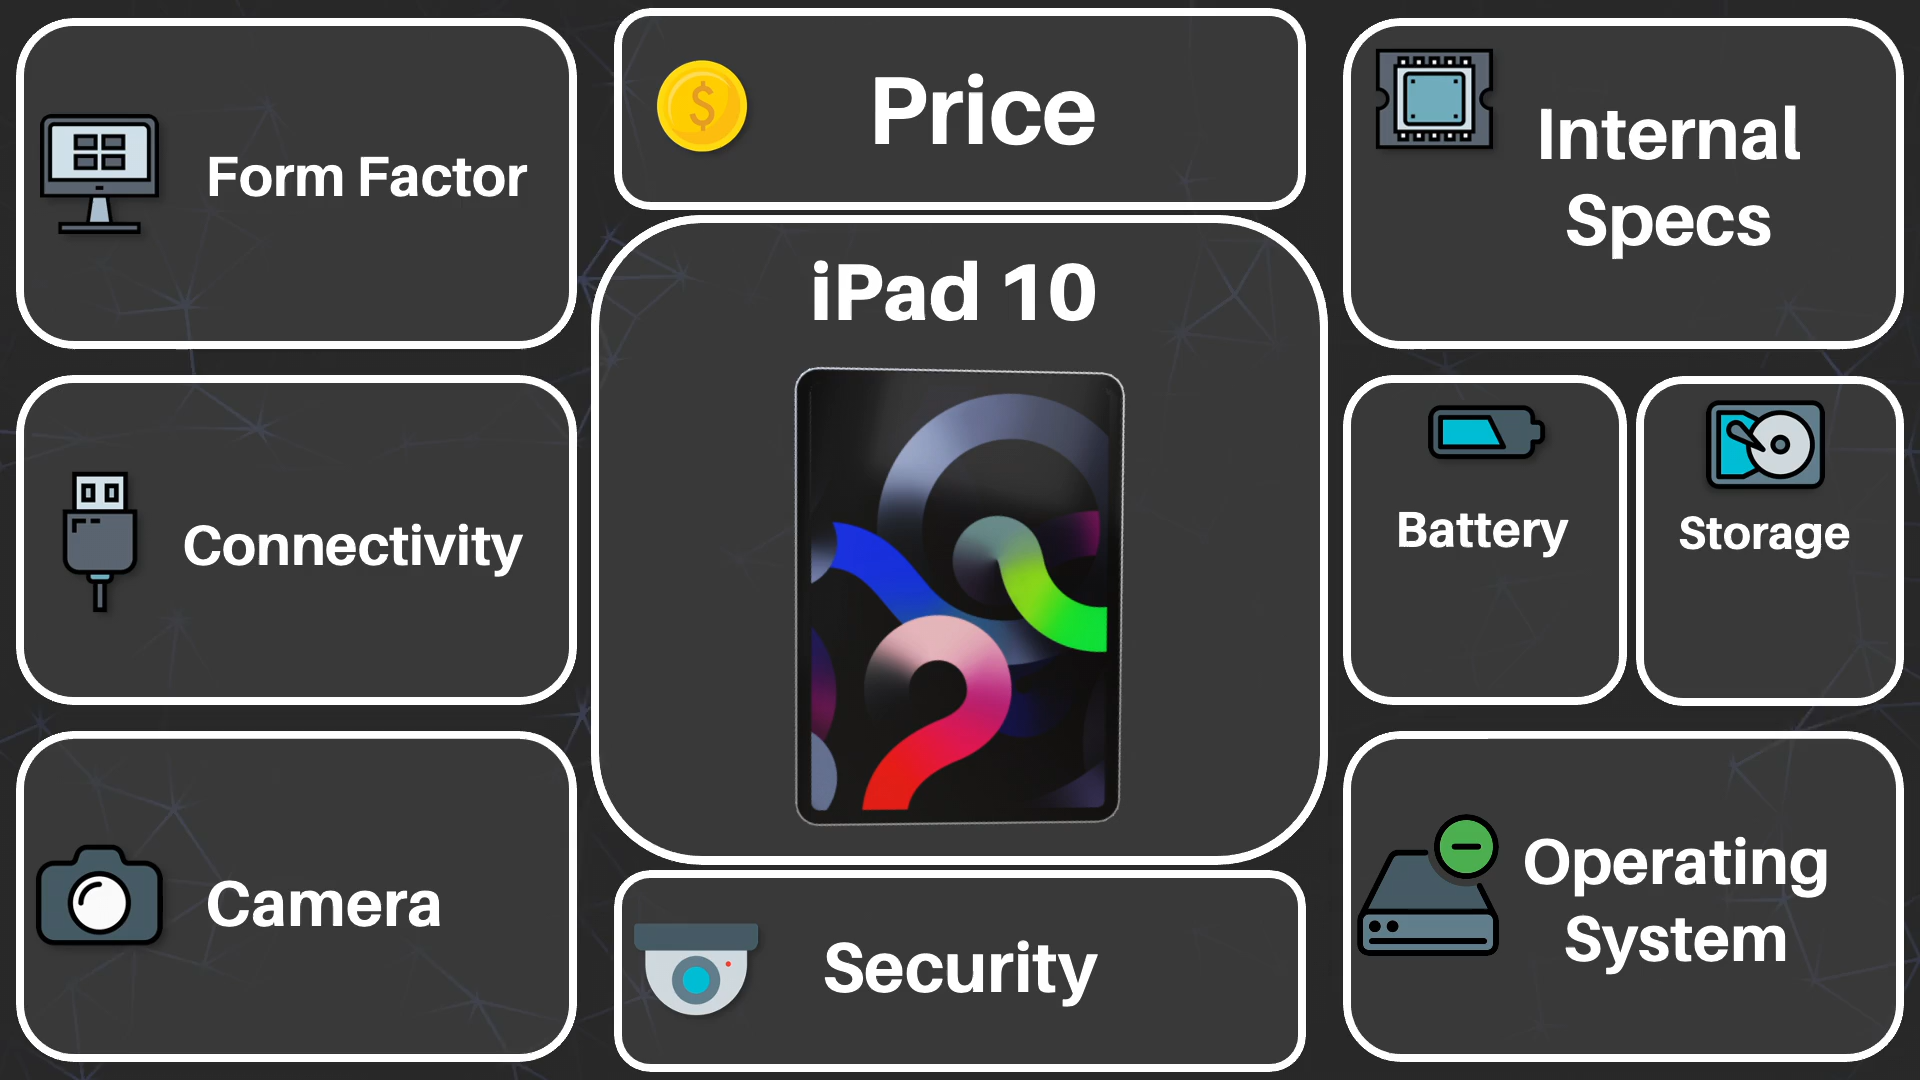 Form Factor
Price
Internal
Specs
iPad 10
Connectivity
Battery
Storage
Camera
Security
Operating
System